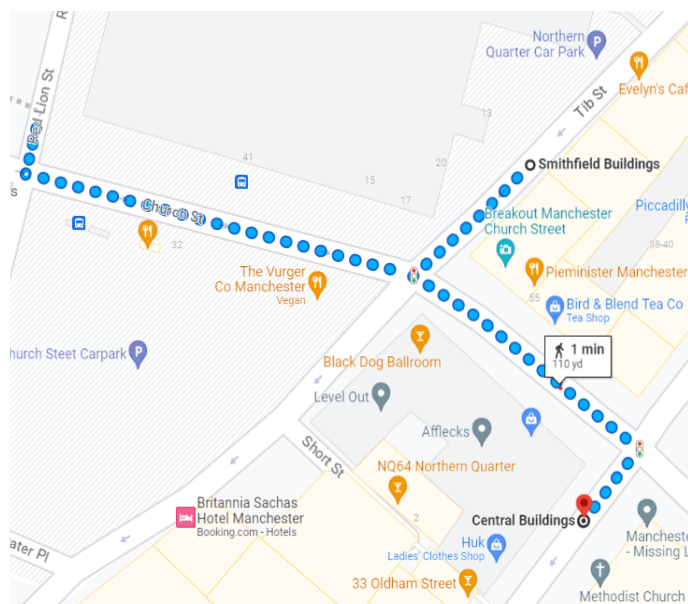 Northern
Quarter Car Park
P
Evelyn's Caf
Tib St
R
Red Lion St
13
41
20
15
17
Smithfield Buildings
s
Church St
Breakout Manchester
Church Street
Piccadilly
38-40
32
The Vurger
Co Manchester
Vegan
Pieminister Manchester
55
Bird & Blend Tea Co
Tea Shop
hurch Steet Carpark
P
1 min
110 yd
Black Dog Ballroom
Level Out
Afflecks
Short St
NQ64 Northern Quarter
Britannia Sachas
Hotel Manchester
Booking.com - Hotels
2
Central Buildings
Mancheste
- Missing L
Huk
Ladies' Clothes Shop
ater Pl
33 Oldham Street
Methodist Church